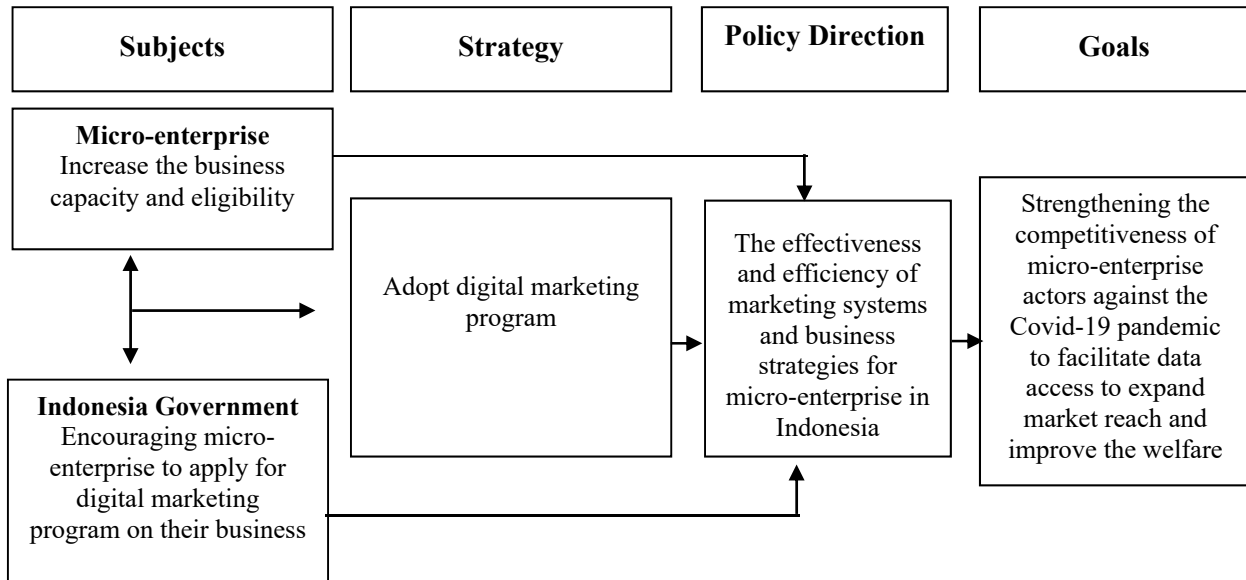 Subjects
Strategy
Policy Direction
Goals
Micro-enterprise
Increase the business
capacity and eligibility
Indonesia Government
Encouraging micro-
enterprise to apply for
digital marketing
program on their business
Adopt digital marketing
program
The effectiveness
and efficiency of
marketing systems
and business
strategies for
micro-enterprise in
Indonesia
Strengthening the
competitiveness of
micro-enterprise
actors against the
Covid-19 pandemic
to facilitate data
access to expand
market reach and
improve the welfare